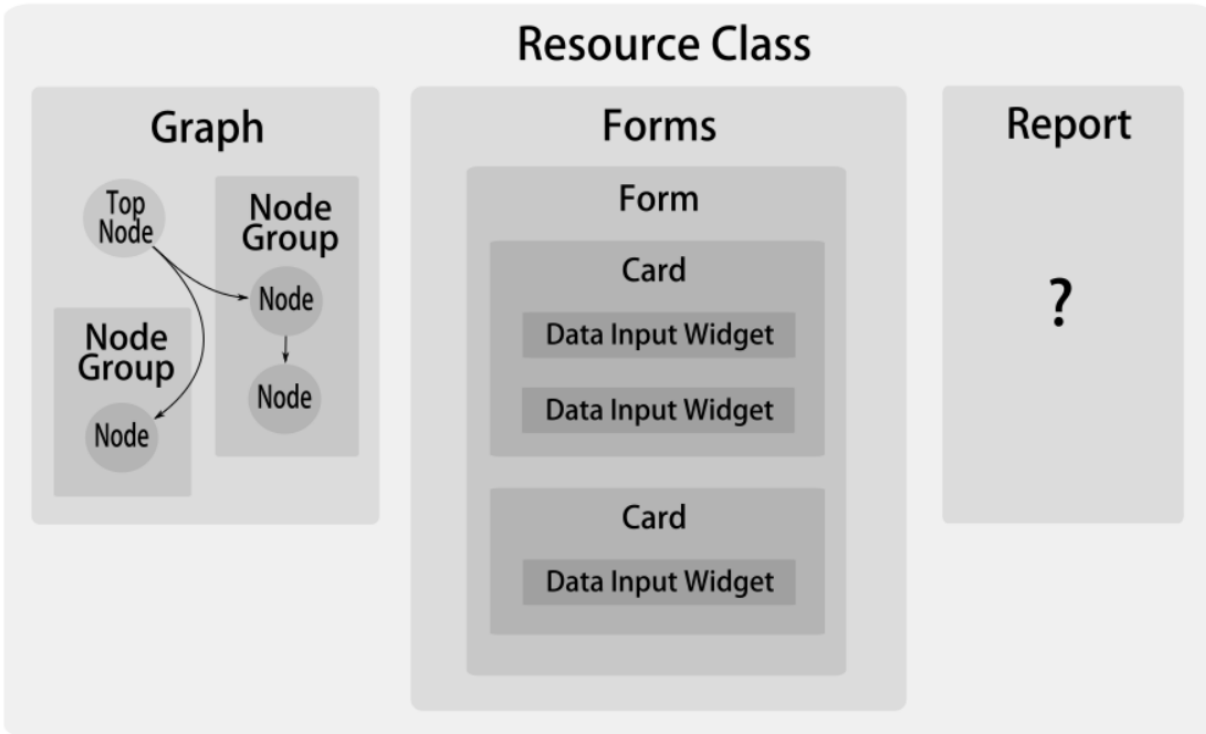 Resource Class
Graph
Top
Node
Node
Group
Node
Node
Node
Group
Node
Forms
Form
Card
Data Input Widget
Data Input Widget
Card
Data Input Widget
Report
?